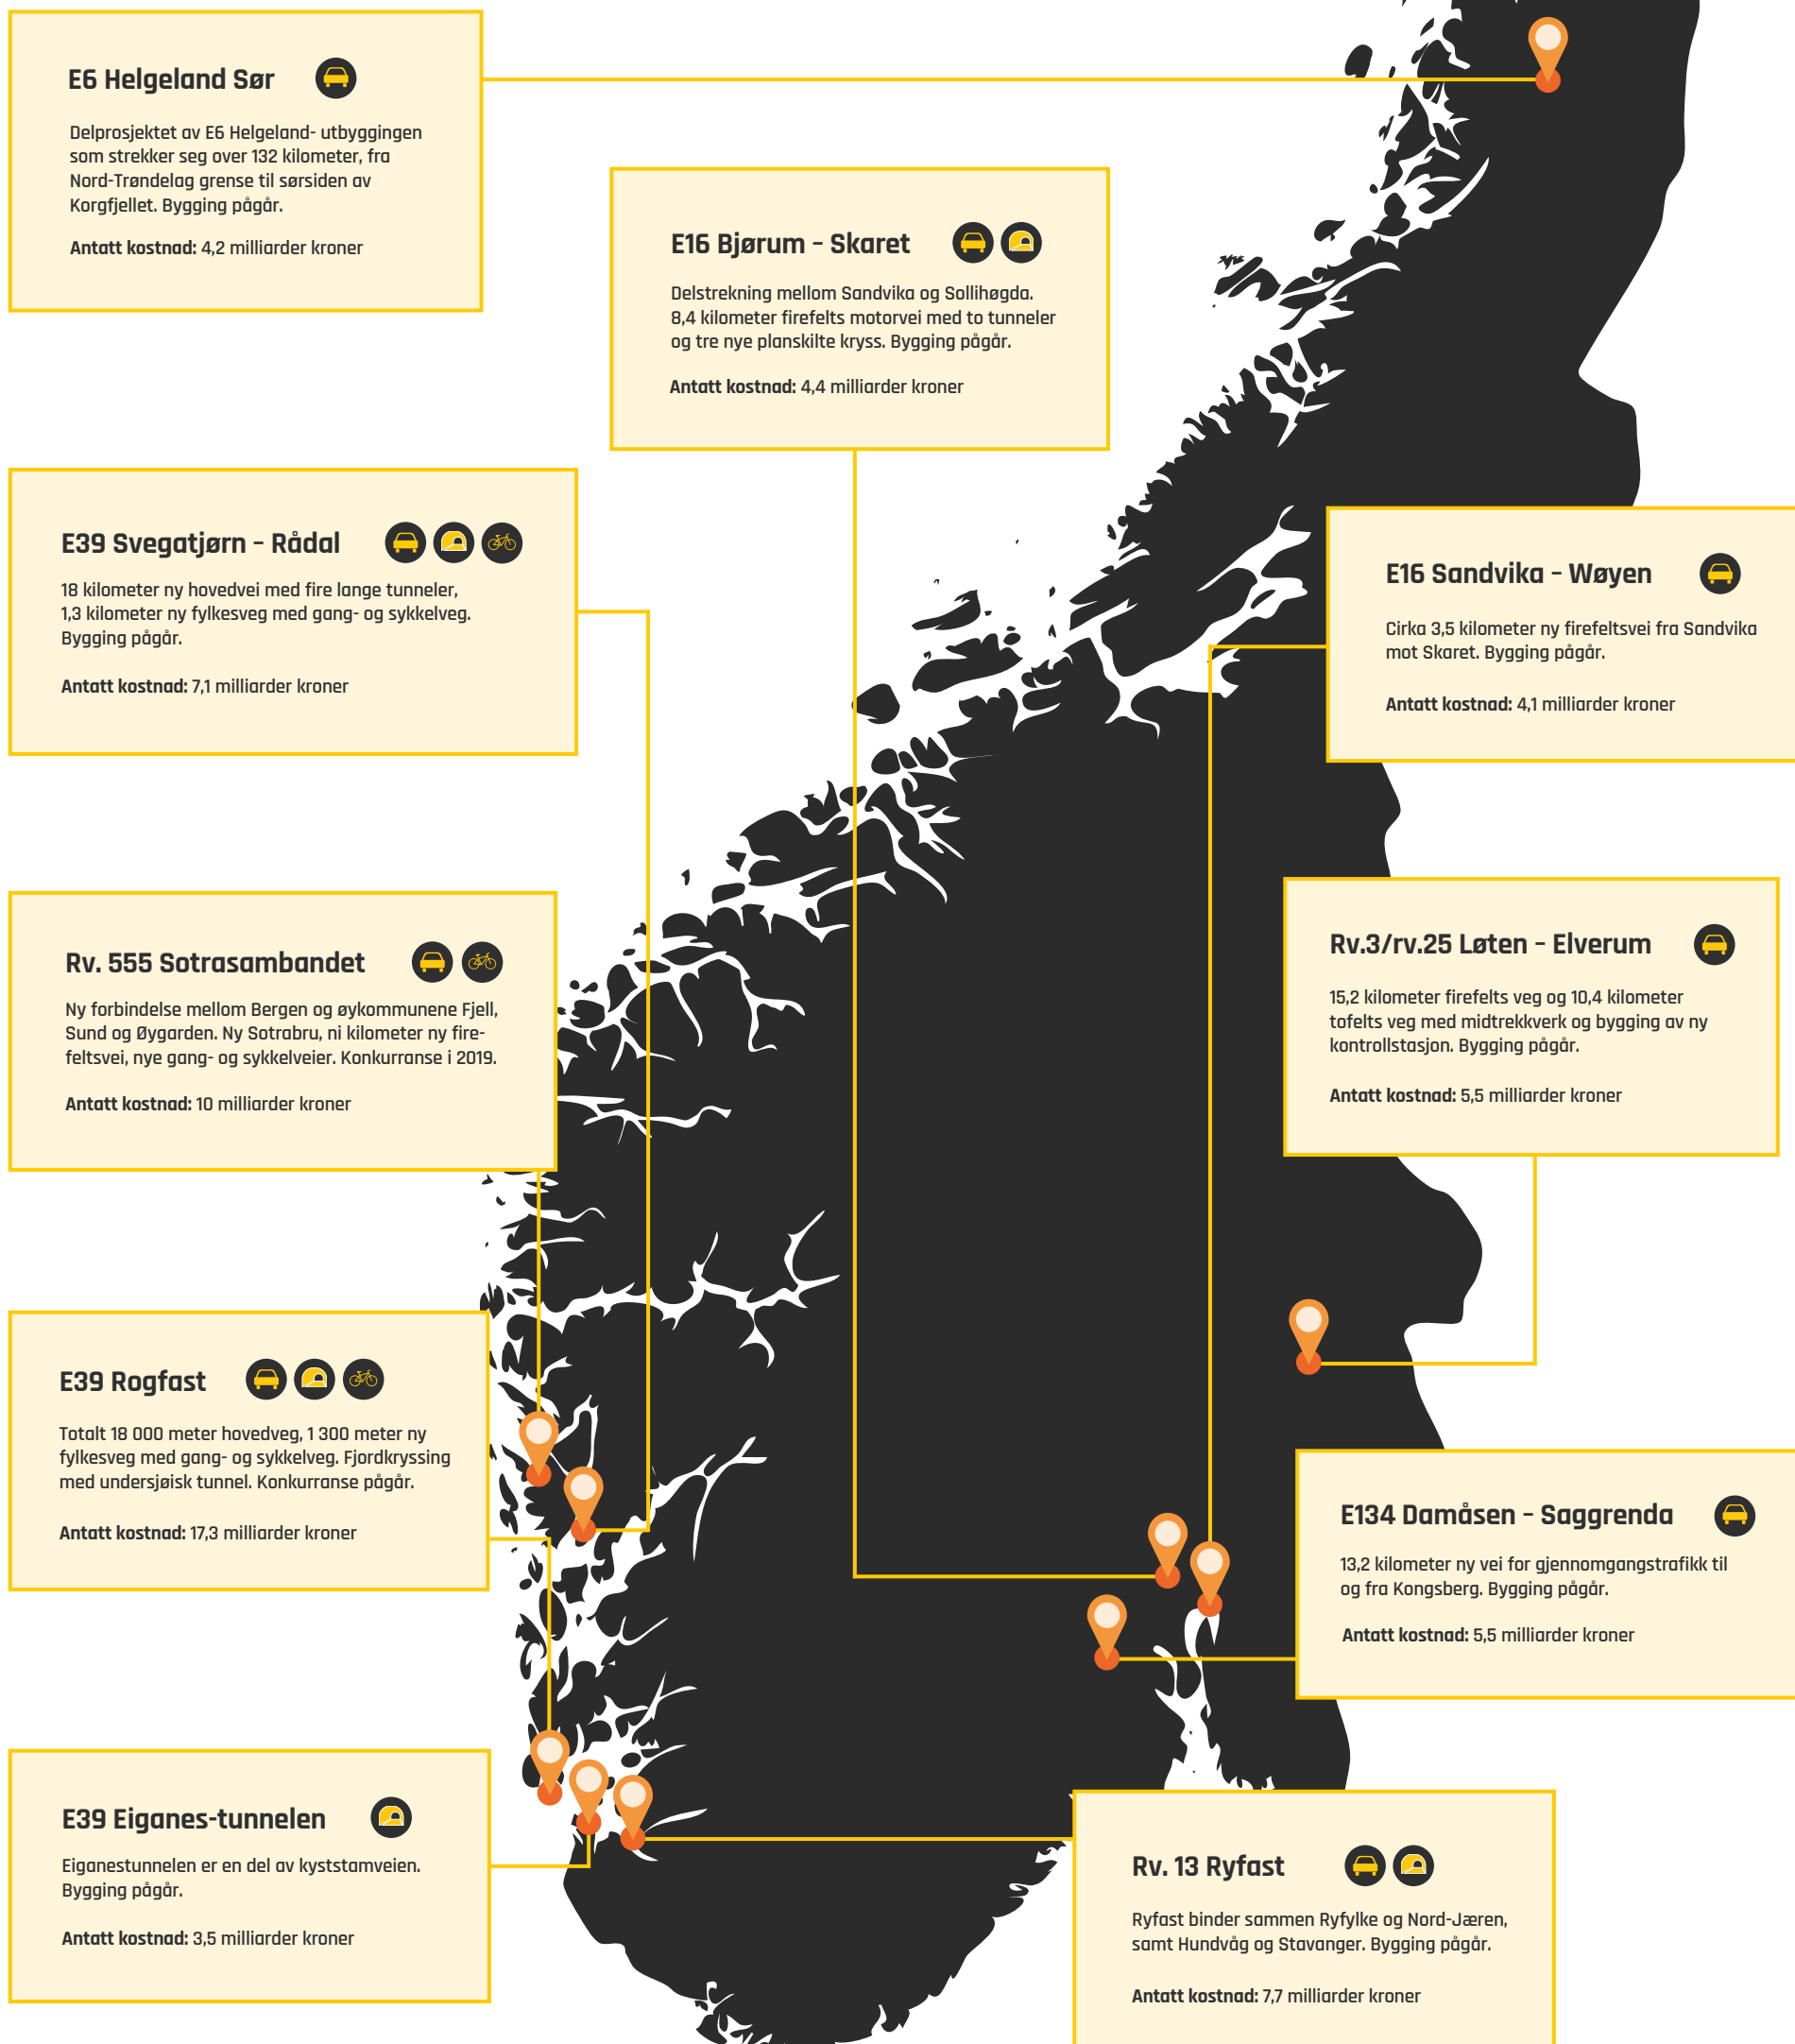 E6 Helgeland Sør
Delprosjektet av E6 Helgeland- utbyggingen
som strekker seg over 132 kilometer, fra
Nord-Trøndelag grense til sørsiden av
Korgfjellet. Bygging pågår.
Antatt kostnad: 4,2 milliarder kroner
E16 Bjørum – Skaret
Delstrekning mellom Sandvika og Sollihøgda.
8,4 kilometer firefelts motorvei med to tunneler
og tre nye planskilte kryss. Bygging pågår.
Antatt kostnad: 4,4 milliarder kroner
E39 Svegatjørn – Rådal
18 kilometer ny hovedvei med fire lange tunneler,
1,3 kilometer ny fylkesveg med gang- og sykkelveg.
Bygging pågår.
Antatt kostnad: 7,1 milliarder kroner
E16 Sandvika – Wøyen
Cirka 3,5 kilometer ny firefeltsvei fra Sandvika
mot Skaret. Bygging pågår.
Antatt kostnad: 4,1 milliarder kroner
Rv. 555 Sotrasambandet
Ny forbindelse mellom Bergen og øykommunene Fjell,
Sund og Øygarden. Ny Sotrabru, ni kilometer ny fire-
feltsvei, nye gang- og sykkelveier. Konkurranse i 2019.
Antatt kostnad: 10 milliarder kroner
Rv.3/rv.25 Løten – Elverum
15,2 kilometer firefelts veg og 10,4 kilometer
tofelts veg med midtrekkverk og bygging av ny
kontrollstasjon. Bygging pågår.
Antatt kostnad: 5,5 milliarder kroner
E39 Rogfast
Totalt 18 000 meter hovedveg, 1 300 meter ny
fylkesveg med gang- og sykkelveg. Fjordkryssing
med undersjøisk tunnel. Konkurranse pågår.
Antatt kostnad: 17,3 milliarder kroner
E134 Damåsen – Saggrenda
13,2 kilometer ny vei for gjennomgangstrafikk til
og fra Kongsberg. Bygging pågår.
Antatt kostnad: 5,5 milliarder kroner
E39 Eiganes-tunnelen
Eiganestunnelen er en del av kyststamveien.
Bygging pågår.
Antatt kostnad: 3,5 milliarder kroner
Rv. 13 Ryfast
Ryfast binder sammen Ryfylke og Nord-Jæren,
samt Hundvåg og Stavanger. Bygging pågår.
Antatt kostnad: 7,7 milliarder kroner